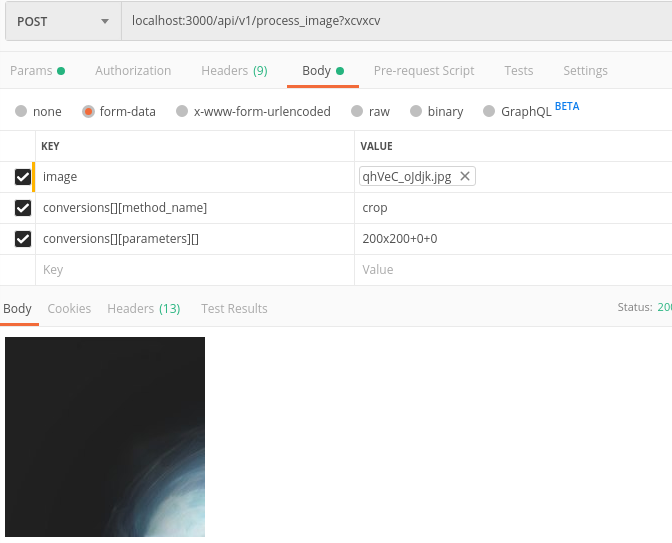 POST localhost:3000/api/v1/process_image?xcvxcv
Params Authorization Headers (9) Body Pre-request Script Tests Settings
none form-data x-www-form-urlencoded raw binary GraphQL BETA
KEY VALUE
image qhVeC_oJdjk.jpg
conversions[][method_name] crop
conversions[][parameters][] 200x200+0+0
Key Value
Body Cookies Headers (13) Test Results Status: 200